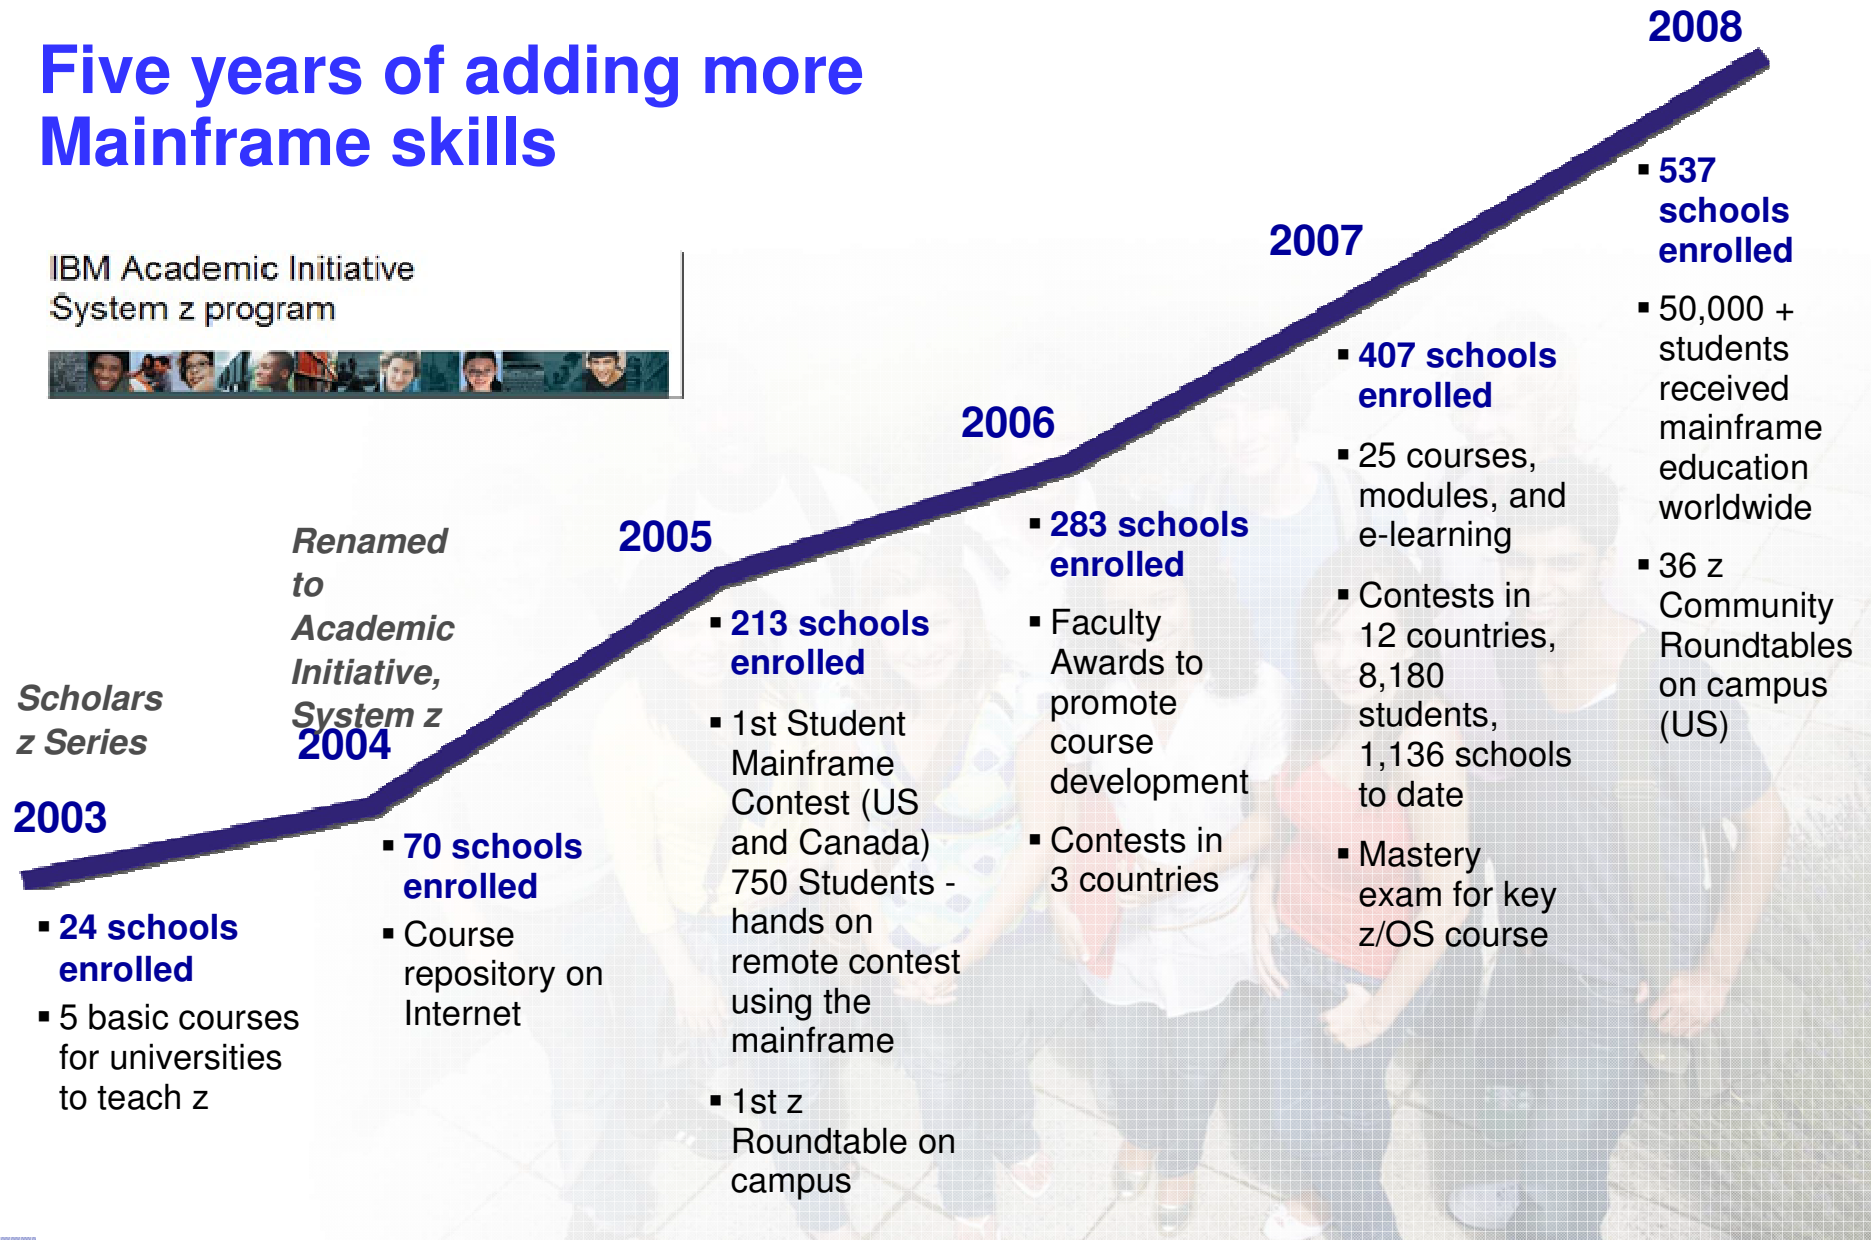 Five years of adding more
Mainframe skills
IBM Academic Initiative
System z program
Scholars
z Series
2003
▪ 24 schools
enrolled
▪ 5 basic courses
for universities
to teach z
Renamed
to
Academic
Initiative,
System z
2004
▪ 70 schools
enrolled
▪ Course
repository on
Internet
2005
▪ 213 schools
enrolled
▪ 1st Student
Mainframe
Contest (US
and Canada)
750 Students -
hands on
remote contest
using the
mainframe
▪ 1st z
Roundtable on
campus
2006
▪ 283 schools
enrolled
▪ Faculty
Awards to
promote
course
development
▪ Contests in
3 countries
2007
▪ 407 schools
enrolled
▪ 25 courses,
modules, and
e-learning
▪ Contests in
12 countries,
8,180
students,
1,136 schools
to date
▪ Mastery
exam for key
z/OS course
2008
▪ 537
schools
enrolled
▪ 50,000 +
students
received
mainframe
education
worldwide
▪ 36 z
Community
Roundtables
on campus
(US)